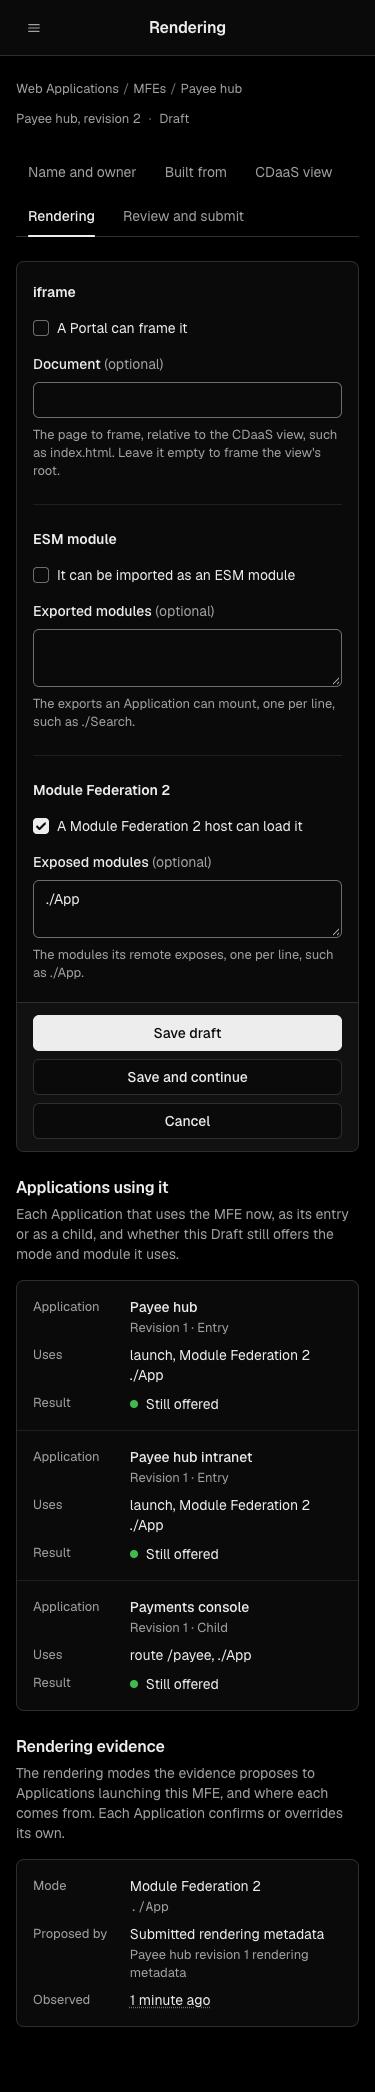 Rendering
Web Applications / MFEs / Payee hub
Payee hub, revision 2 · Draft
Name and owner Built from CDaaS view
Rendering Review and submit
iframe
A Portal can frame it
Document (optional)
The page to frame, relative to the CDaaS view, such
as index.html. Leave it empty to frame the view's
root.
ESM module
It can be imported as an ESM module
Exported modules (optional)
The exports an Application can mount, one per line,
such as ./Search.
Module Federation 2
A Module Federation 2 host can load it
Exposed modules (optional)
./App
The modules its remote exposes, one per line, such
as ./App.
Save draft
Save and continue
Cancel
Applications using it
Each Application that uses the MFE now, as its entry
or as a child, and whether this Draft still offers the
mode and module it uses.
Application Payee hub
Revision 1 · Entry
Uses launch, Module Federation 2
./App
Result Still offered
Application Payee hub intranet
Revision 1 · Entry
Uses launch, Module Federation 2
./App
Result Still offered
Application Payments console
Revision 1 · Child
Uses route /payee, ./App
Result Still offered
Rendering evidence
The rendering modes the evidence proposes to
Applications launching this MFE, and where each
comes from. Each Application confirms or overrides
its own.
Mode Module Federation 2
./App
Proposed by Submitted rendering metadata
Payee hub revision 1 rendering
metadata
Observed 1 minute ago